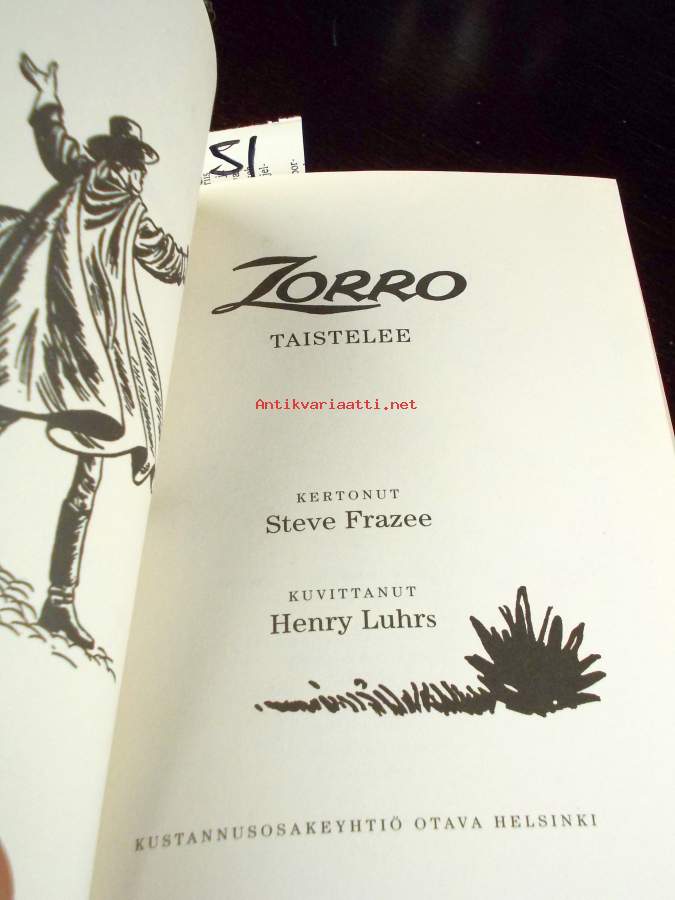 51
ZORRO
TAISTELEE
Antikvariaatti.net
KERTONUT
Steve Frazee
KUVITTANUT
Henry Luhrs
KUSTANNUSOSAKEYHTIÖ OTAVA HELSINKI